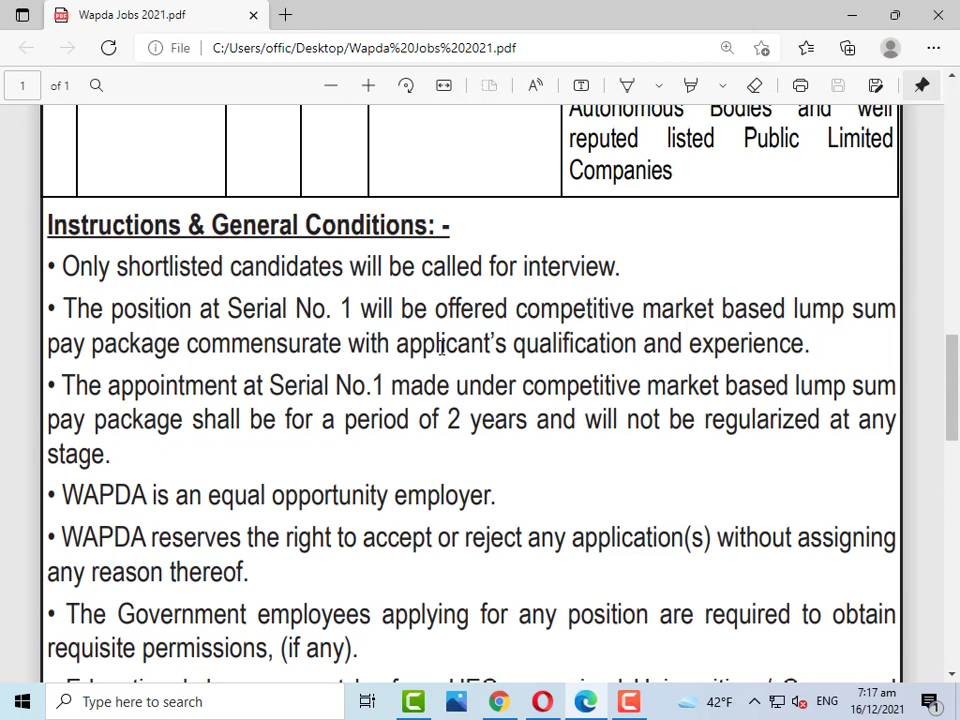 Wapda Jobs 2021.pdf
File C:/Users/offic/Desktop/Wapda%20Jobs%202021.pdf
1 of 1
Autonomous Bodies and well
reputed listed Public Limited
Companies
Instructions & General Conditions: -
• Only shortlisted candidates will be called for interview.
• The position at Serial No. 1 will be offered competitive market based lump sum
pay package commensurate with applicant’s qualification and experience.
• The appointment at Serial No.1 made under competitive market based lump sum
pay package shall be for a period of 2 years and will not be regularized at any
stage.
• WAPDA is an equal opportunity employer.
• WAPDA reserves the right to accept or reject any application(s) without assigning
any reason thereof.
• The Government employees applying for any position are required to obtain
requisite permissions, (if any).
Type here to search
42°F
ENG
7:17 am
16/12/2021
1